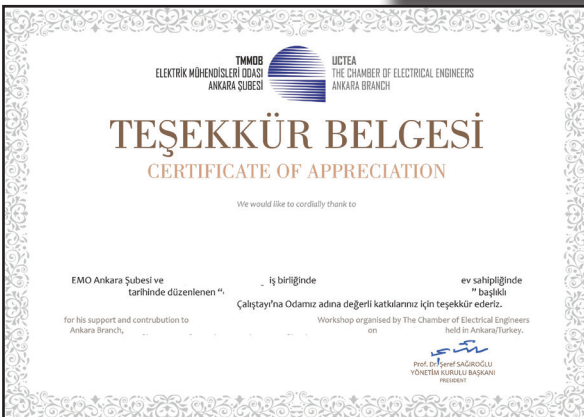 TMMOB
ELEKTRİK MÜHENDİSLERİ ODASI
ANKARA ŞUBESİ
UCTEA
THE CHAMBER OF ELECTRICAL ENGINEERS
ANKARA BRANCH
TEŞEKKÜR BELGESİ
CERTIFICATE OF APPRECIATION
We would like to cordially thank to
EMO Ankara Şubesi ve iş birliğinde ev sahipliğinde
tarihinde düzenlenen “ ” başlıklı
Çalıştayı'na Odamız adına değerli katkılarınız için teşekkür ederiz.
for his support and contrubution to Workshop organised by The Chamber of Electrical Engineers
Ankara Branch, on held in Ankara/Turkey.
Prof. Dr. Şeref SAĞIROĞLU
YÖNETİM KURULU BAŞKANI
PRESIDENT